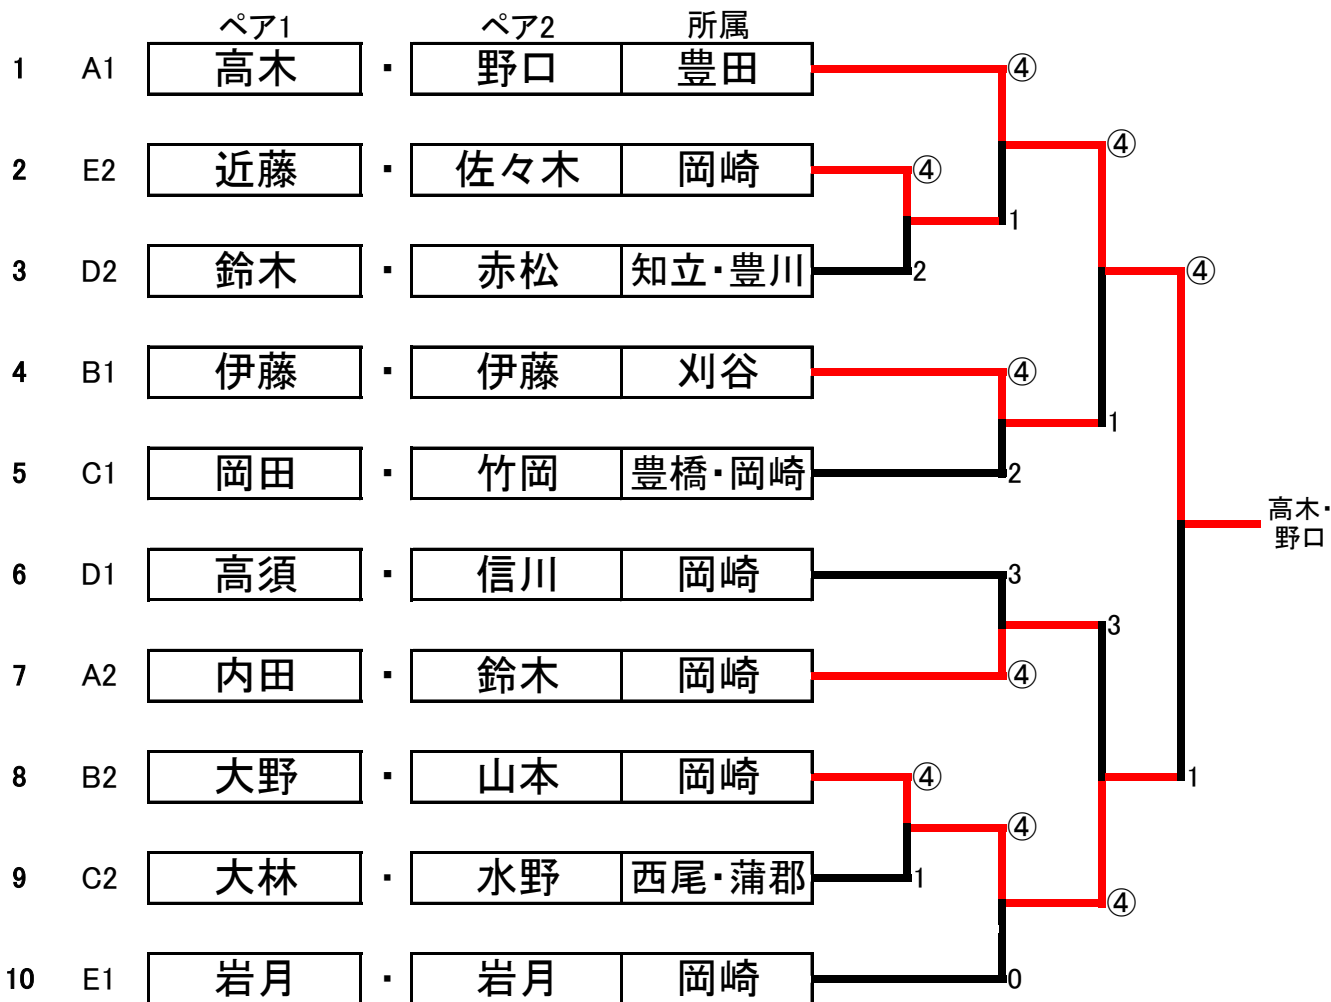 ペア1 ペア2 所属
1 A1 高木 ・ 野口 豊田 ④
④
2 E2 近藤 ・ 佐々木 岡崎 ④
1
3 D2 鈴木 ・ 赤松 知立・豊川 2 ④
4 B1 伊藤 ・ 伊藤 刈谷 ④
1
5 C1 岡田 ・ 竹岡 豊橋・岡崎 2
高木・
野口
6 D1 高須 ・ 信川 岡崎 3
3
7 A2 内田 ・ 鈴木 岡崎 ④
8 B2 大野 ・ 山本 岡崎 ④ 1
④
9 C2 大林 ・ 水野 西尾・蒲郡 1
④
10 E1 岩月 ・ 岩月 岡崎 0